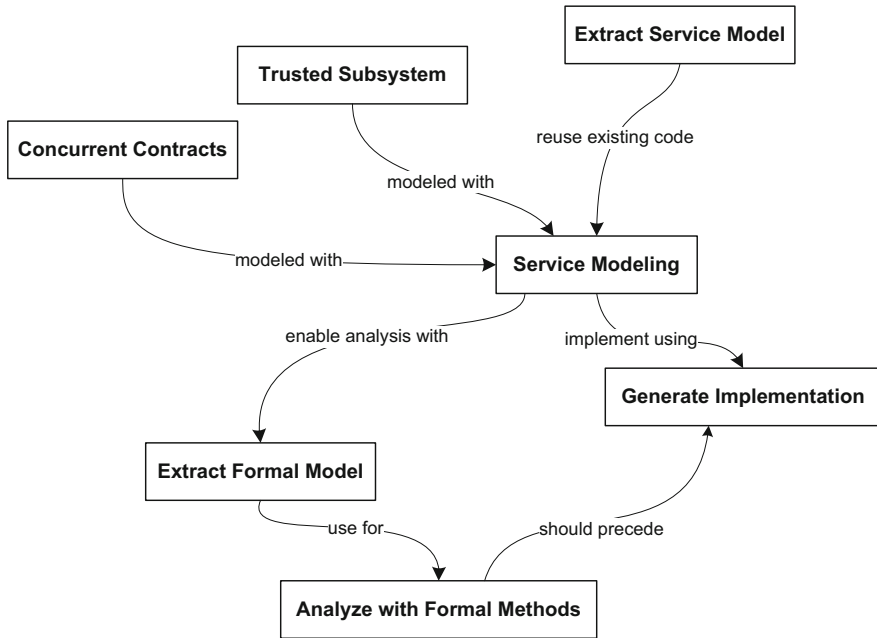 Extract Service Model
Trusted Subsystem
reuse existing code
Concurrent Contracts
modeled with
modeled with
Service Modeling
enable analysis with
implement using
Generate Implementation
Extract Formal Model
use for
should precede
Analyze with Formal Methods